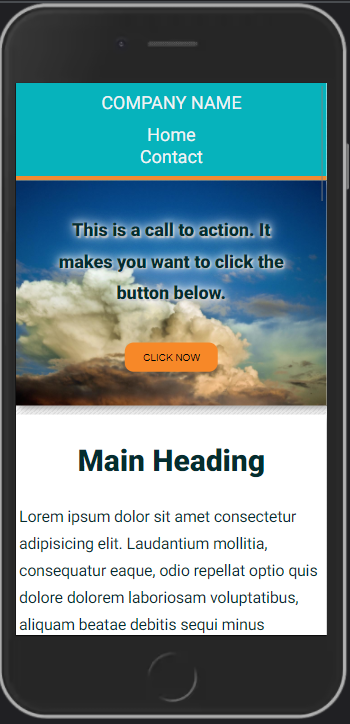 COMPANY NAME
Home
Contact
This is a call to action. It
makes you want to click the
button below.
CLICK NOW
Main Heading
Lorem ipsum dolor sit amet consectetur
adipisicing elit. Laudantium mollitia,
consequatur eaque, odio repellat optio quis
dolore dolorem laboriosam voluptatibus,
aliquam beatae debitis sequi minus